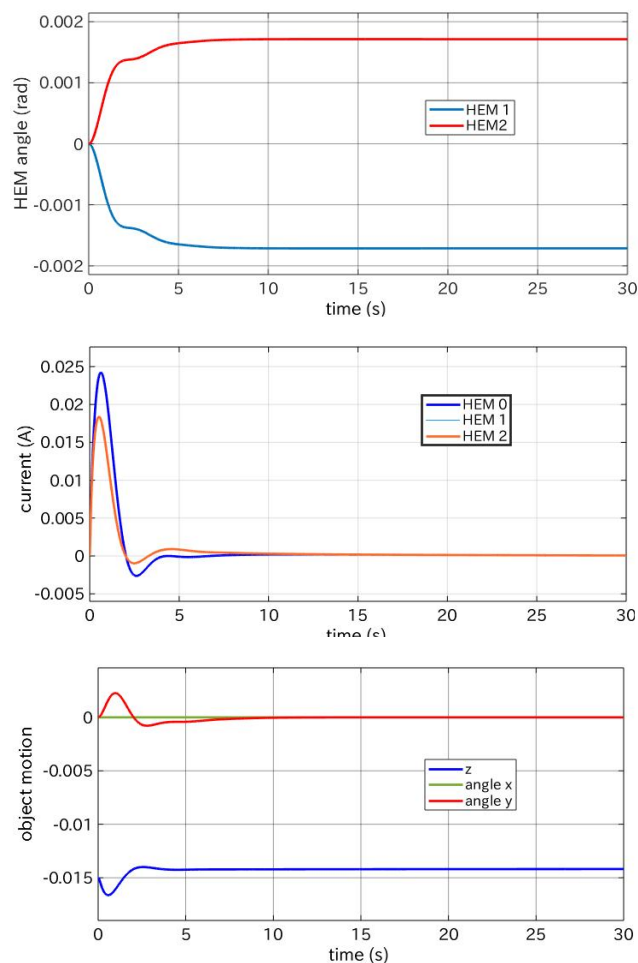 0.002
0.001
0
-0.001
-0.002
HEM angle (rad)
HEM 1
HEM2
0 5 10 15 20 25 30
time (s)
0.025
0.02
0.015
0.01
0.005
0
-0.005
current (A)
HEM 0
HEM 1
HEM 2
0 5 10 15 20 25 30
time (s)
0
-0.005
-0.01
-0.015
object motion
z
angle x
angle y
0 5 10 15 20 25 30
time (s)